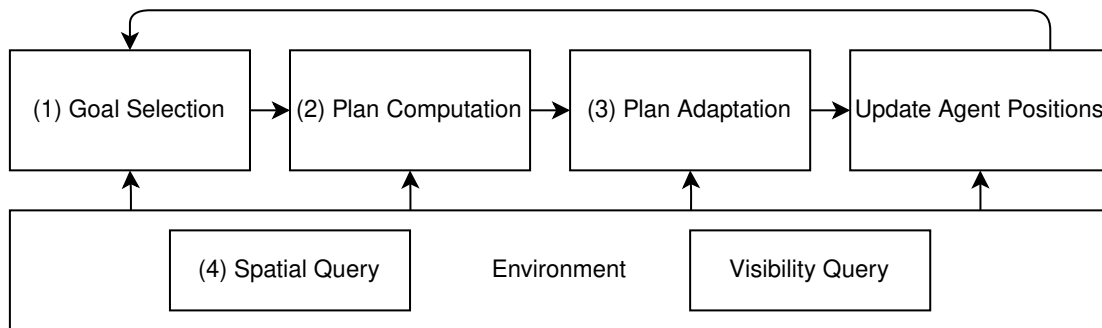 (1) Goal Selection
(2) Plan Computation
(3) Plan Adaptation
Update Agent Positions
(4) Spatial Query
Environment
Visibility Query